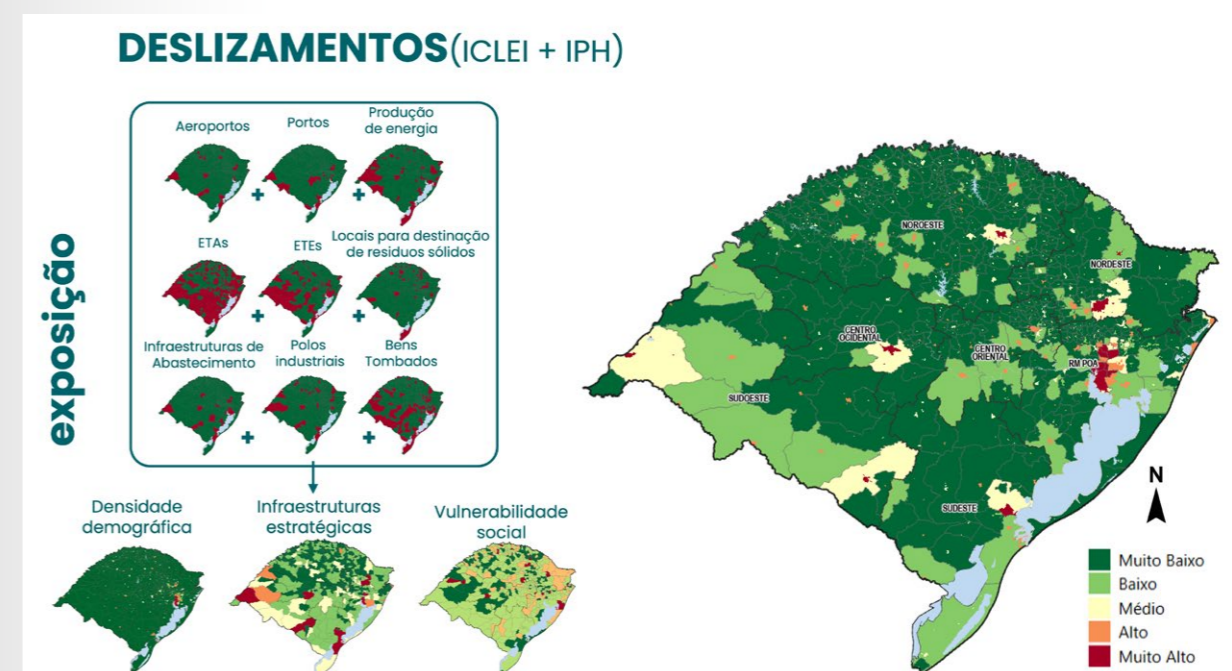 DESLIZAMENTOS(ICLEI + IPH)
exposição
Aeroportos
Portos
Produção
de energia
+
+
ETAs
ETEs
Locais para destinação
de resíduos sólidos
+
+
Infraestruturas de
Abastecimento
Polos
industriais
Bens
Tombados
+
+
Densidade
demográfica
Infraestruturas
estratégicas
Vulnerabilidade
social
NOROESTE
NORDESTE
CENTRO
OCIDENTAL
CENTRO
ORIENTAL
RM POA
SUDOESTE
SUDESTE
N
Muito Baixo
Baixo
Médio
Alto
Muito Alto